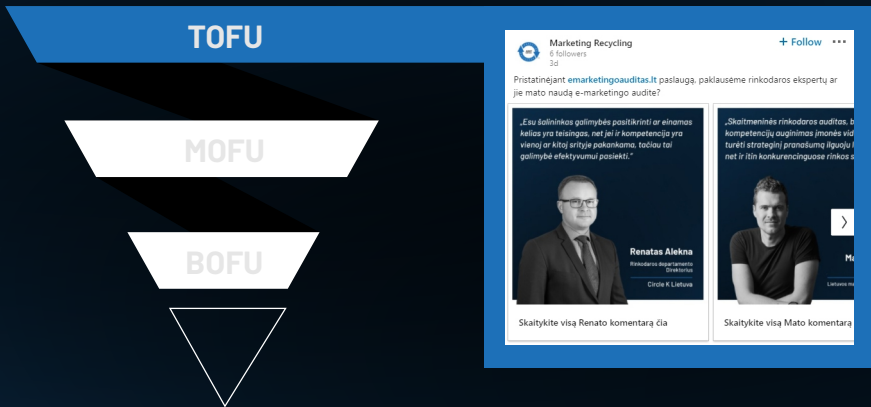 TOFU
MOFU
BOFU
Marketing Recycling
6 followers
3d
+ Follow
Pristatinėjant emarketingoauditas.lt paslaugą, paklausėme rinkodaros ekspertų ar
jie mato naudą e-marketingo audite?
„Esu šalininkas galimybės pasitikrinti ar einamas
kelias yra teisingas, net jei ir kompetencija yra
vienoj ar kitoj srityje pakankama, tačiau tai
galimybė efektyvumui pasiekti.“
Renatas Alekna
Rinkodaros departamento
Direktorius
Circle K Lietuva
Skaitykite visą Renato komentarą čia
„Skaitmeninės rinkodaros auditas, b
kompetencijų auginimas įmonės vid
turėti strateginį pranašumą ilguoju l
net ir itin konkurencinguose rinkos s
Ma
Lietuvos ma
Skaitykite visą Mato komentarą